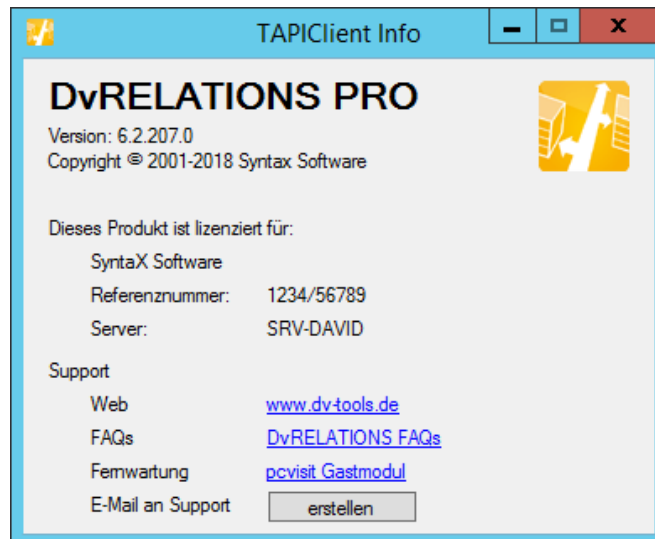 TAPIClient Info
DvRELATIONS PRO
Version: 6.2.207.0
Copyright © 2001-2018 Syntax Software
Dieses Produkt ist lizenziert für:
SyntaX Software
Referenznummer: 1234/56789
Server: SRV-DAVID
Support
Web www.dv-tools.de
FAQs DvRELATIONS FAQs
Fernwartung pcvisit Gastmodul
E-Mail an Support erstellen